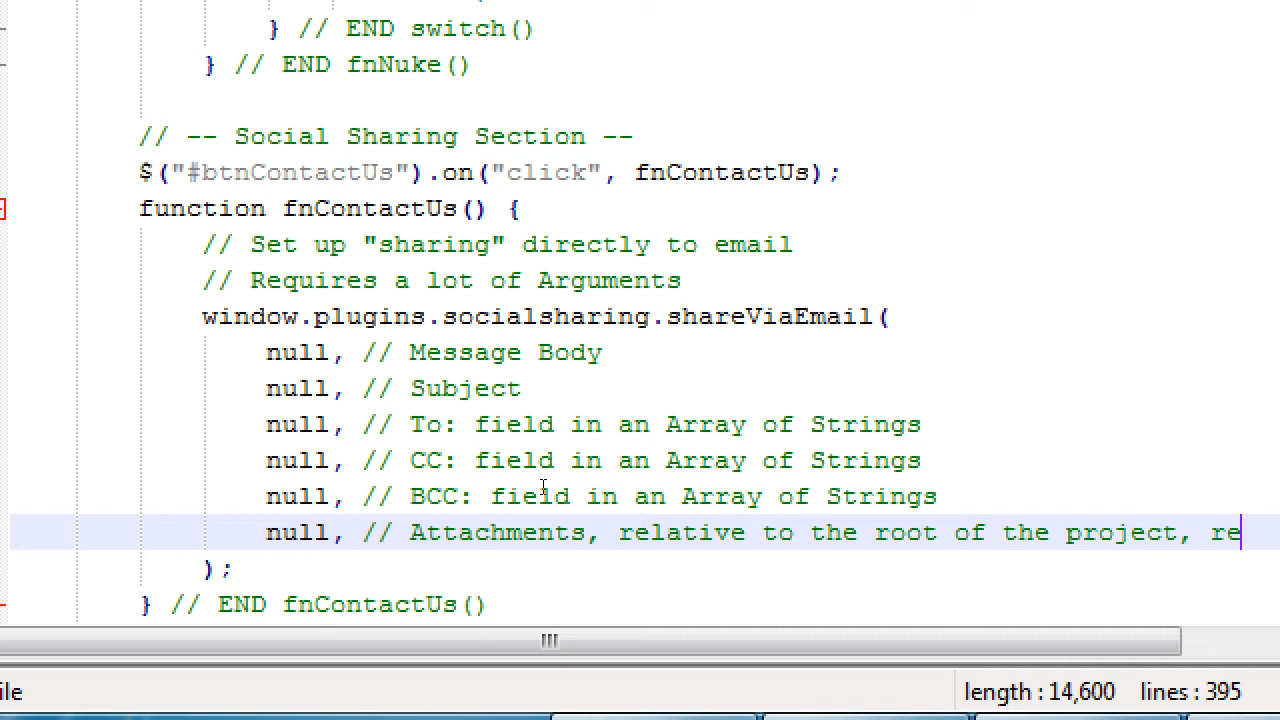 } // END switch()
} // END fnNuke()
// -- Social Sharing Section --
$("#btnContactUs").on("click", fnContactUs);
function fnContactUs() {
// Set up "sharing" directly to email
// Requires a lot of Arguments
window.plugins.socialsharing.shareViaEmail(
null, // Message Body
null, // Subject
null, // To: field in an Array of Strings
null, // CC: field in an Array of Strings
null, // BCC: field in an Array of Strings
null, // Attachments, relative to the root of the project, re
);
} // END fnContactUs()
ile length : 14,600 lines : 395